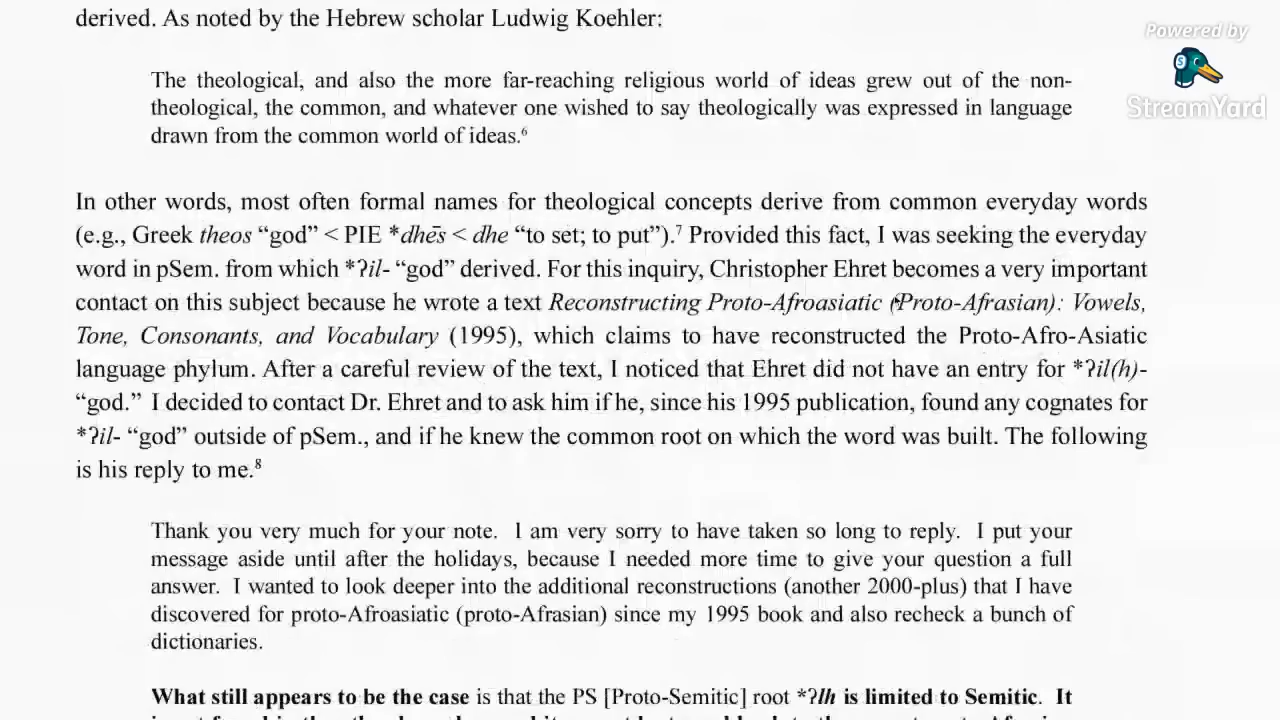 derived. As noted by the Hebrew scholar Ludwig Koehler:
Powered by
StreamYard
The theological, and also the more far-reaching religious world of ideas grew out of the non-
theological, the common, and whatever one wished to say theologically was expressed in language
drawn from the common world of ideas.⁶
In other words, most often formal names for theological concepts derive from common everyday words
(e.g., Greek theos “god” < PIE *dhēs < dhe “to set; to put”).⁷ Provided this fact, I was seeking the everyday
word in pSem. from which *ʔil- “god” derived. For this inquiry, Christopher Ehret becomes a very important
contact on this subject because he wrote a text Reconstructing Proto-Afroasiatic (Proto-Afrasian): Vowels,
Tone, Consonants, and Vocabulary (1995), which claims to have reconstructed the Proto-Afro-Asiatic
language phylum. After a careful review of the text, I noticed that Ehret did not have an entry for *ʔil(h)-
“god.” I decided to contact Dr. Ehret and to ask him if he, since his 1995 publication, found any cognates for
*ʔil- “god” outside of pSem., and if he knew the common root on which the word was built. The following
is his reply to me.⁸
Thank you very much for your note. I am very sorry to have taken so long to reply. I put your
message aside until after the holidays, because I needed more time to give your question a full
answer. I wanted to look deeper into the additional reconstructions (another 2000-plus) that I have
discovered for proto-Afroasiatic (proto-Afrasian) since my 1995 book and also recheck a bunch of
dictionaries.
What still appears to be the case is that the PS [Proto-Semitic] root *ʔlh is limited to Semitic. It